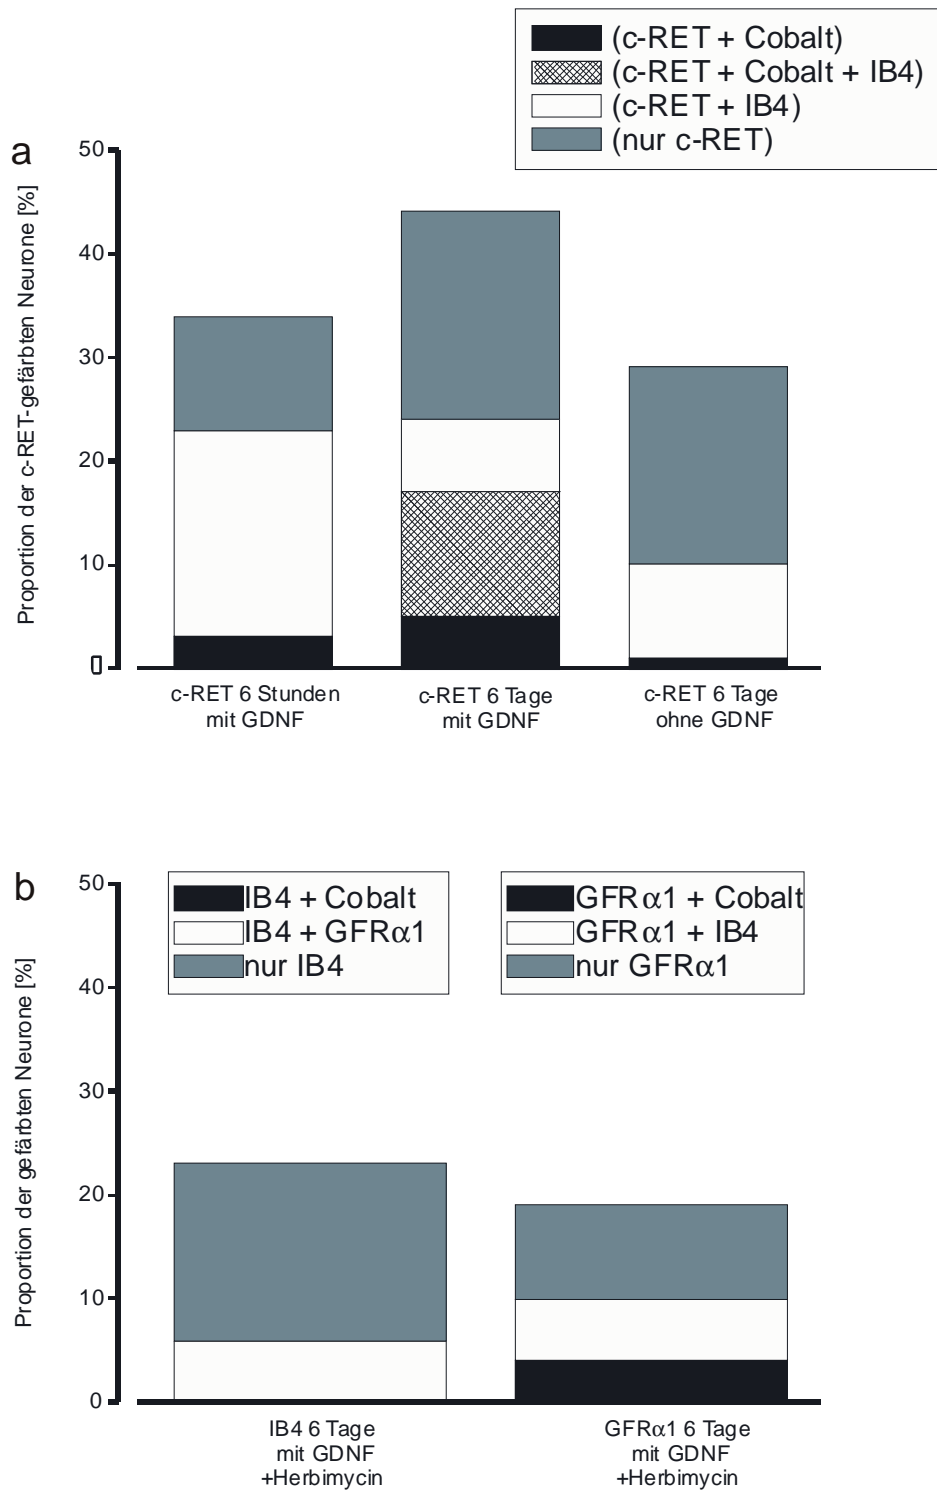 (c-RET + Cobalt)
(c-RET + Cobalt + IB4)
(c-RET + IB4)
(nur c-RET)
a
Proportion der c-RET-gefärbten Neurone [%]
50
40
30
20
10
0
c-RET 6 Stunden
mit GDNF
c-RET 6 Tage
mit GDNF
c-RET 6 Tage
ohne GDNF
b
Proportion der gefärbten Neurone [%]
50
40
30
20
10
0
IB4 + Cobalt
IB4 + GFRα1
nur IB4
GFRα1 + Cobalt
GFRα1 + IB4
nur GFRα1
IB4 6 Tage
mit GDNF
+Herbimycin
GFRα1 6 Tage
mit GDNF
+Herbimycin